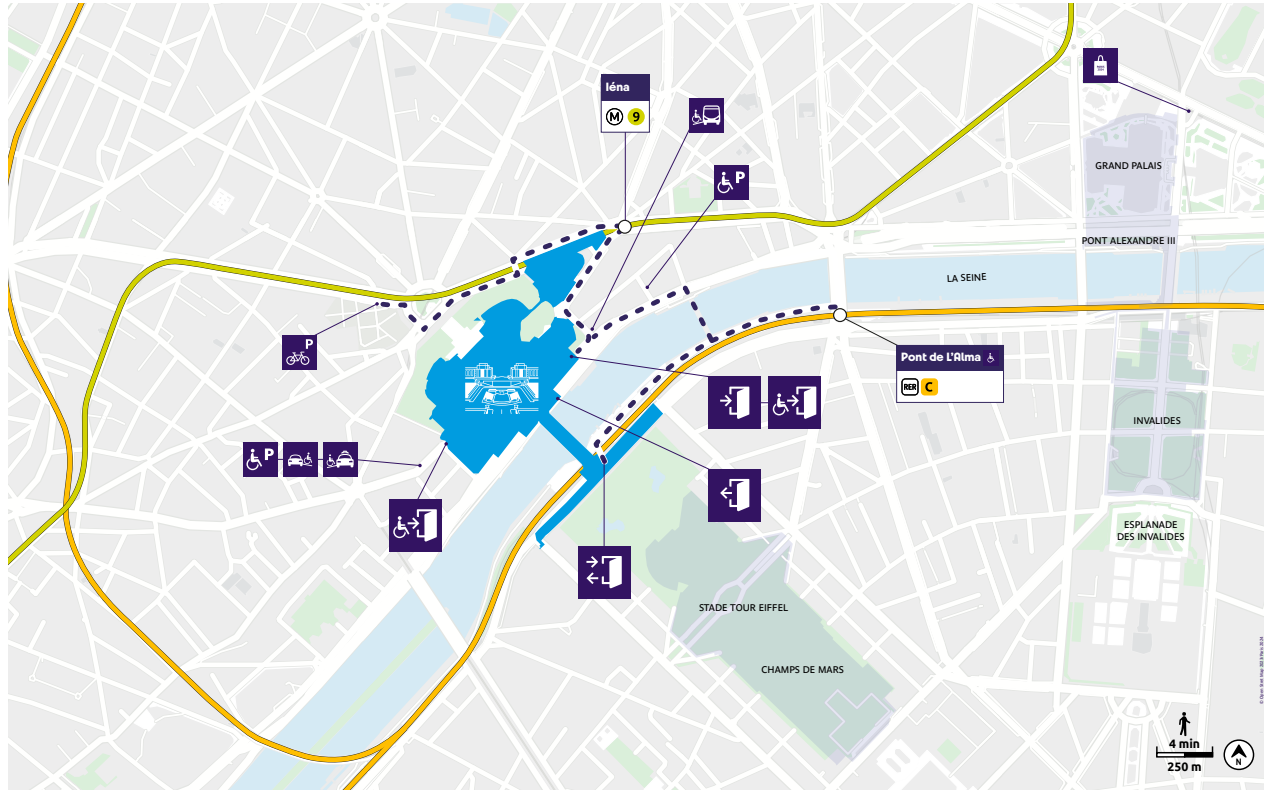 Iéna
M 9
P
GRAND PALAIS
PONT ALEXANDRE III
LA SEINE
P
Pont de L'Alma
RER C
INVALIDES
P
ESPLANADE
DES INVALIDES
STADE TOUR EIFFEL
CHAMPS DE MARS
4 min
250 m
N